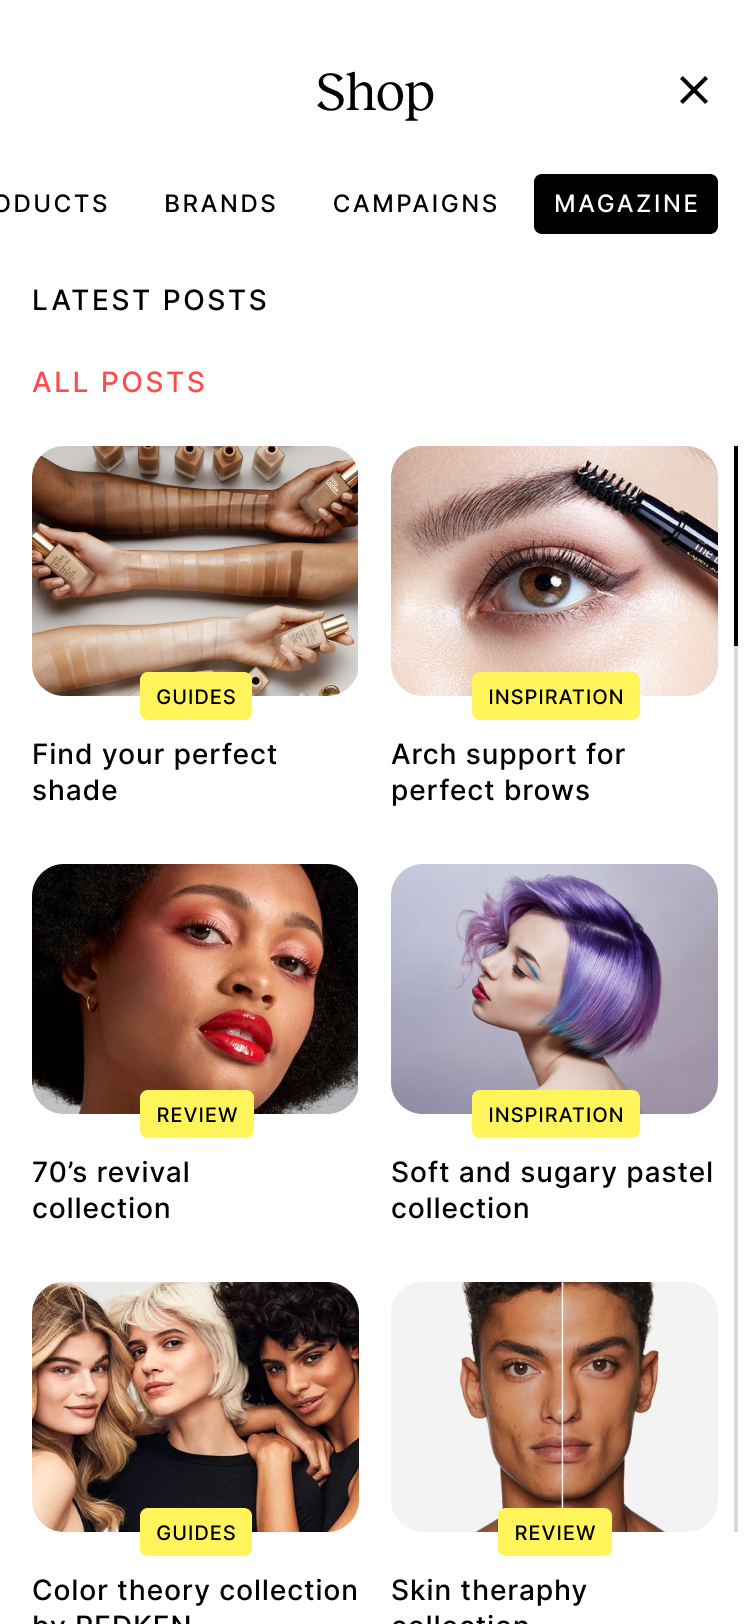 Shop
ODUCTS
BRANDS
CAMPAIGNS
MAGAZINE
LATEST POSTS
ALL POSTS
GUIDES
INSPIRATION
Find your perfect
shade
Arch support for
perfect brows
REVIEW
INSPIRATION
70’s revival
collection
Soft and sugary pastel
collection
GUIDES
REVIEW
Color theory collection
by REDKEN
Skin theraphy
collection